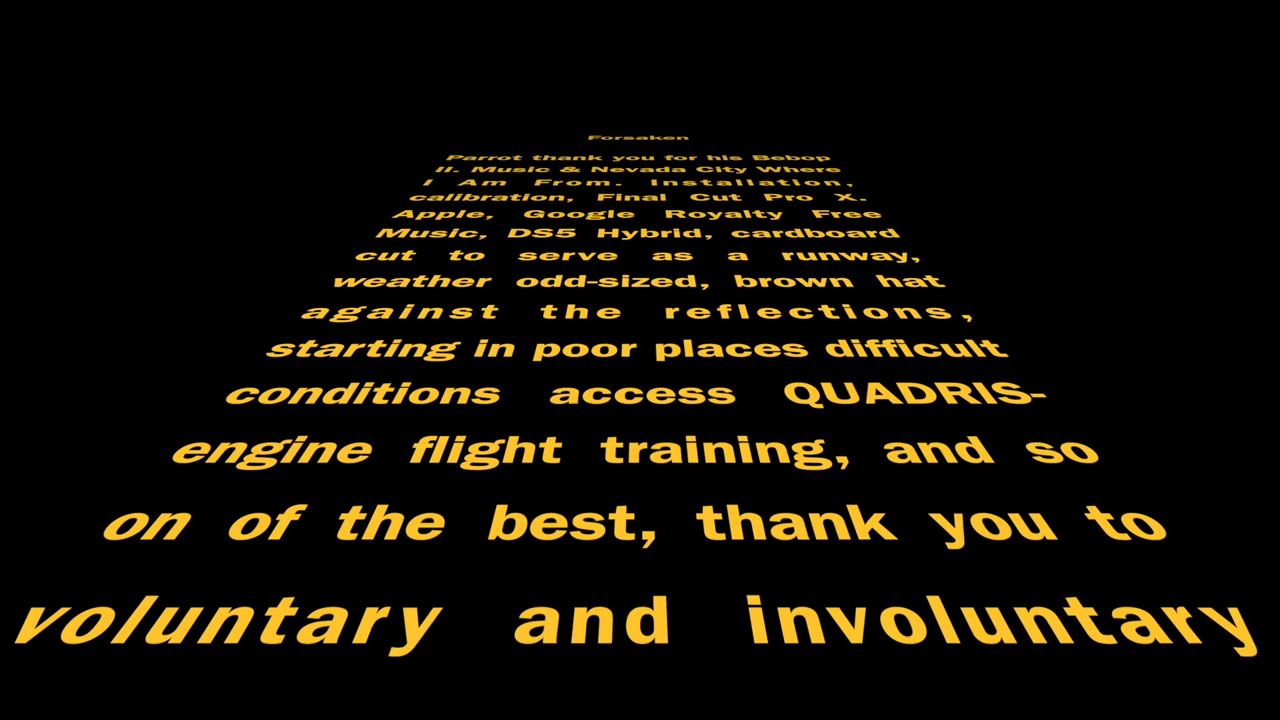 Forsaken
Parrot thank you for his Bebop
II. Music & Nevada City Where
I Am From. Installation,
calibration, Final Cut Pro X.
Apple, Google Royalty Free
Music, DS5 Hybrid, cardboard
cut to serve as a runway,
weather odd-sized, brown hat
against the reflections,
starting in poor places difficult
conditions access QUADRIS-
engine flight training, and so
on of the best, thank you to
voluntary and involuntary